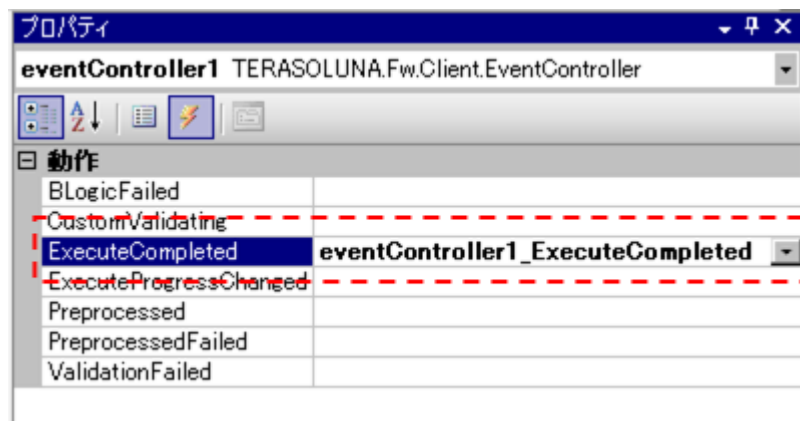 プロパティ
eventController1 TERASOLUNA.Fw.Client.EventController
動作
BLogicFailed
CustomValidating
ExecuteCompleted eventController1_ExecuteCompleted
ExecuteProgressChanged
Preprocessed
PreprocessedFailed
ValidationFailed